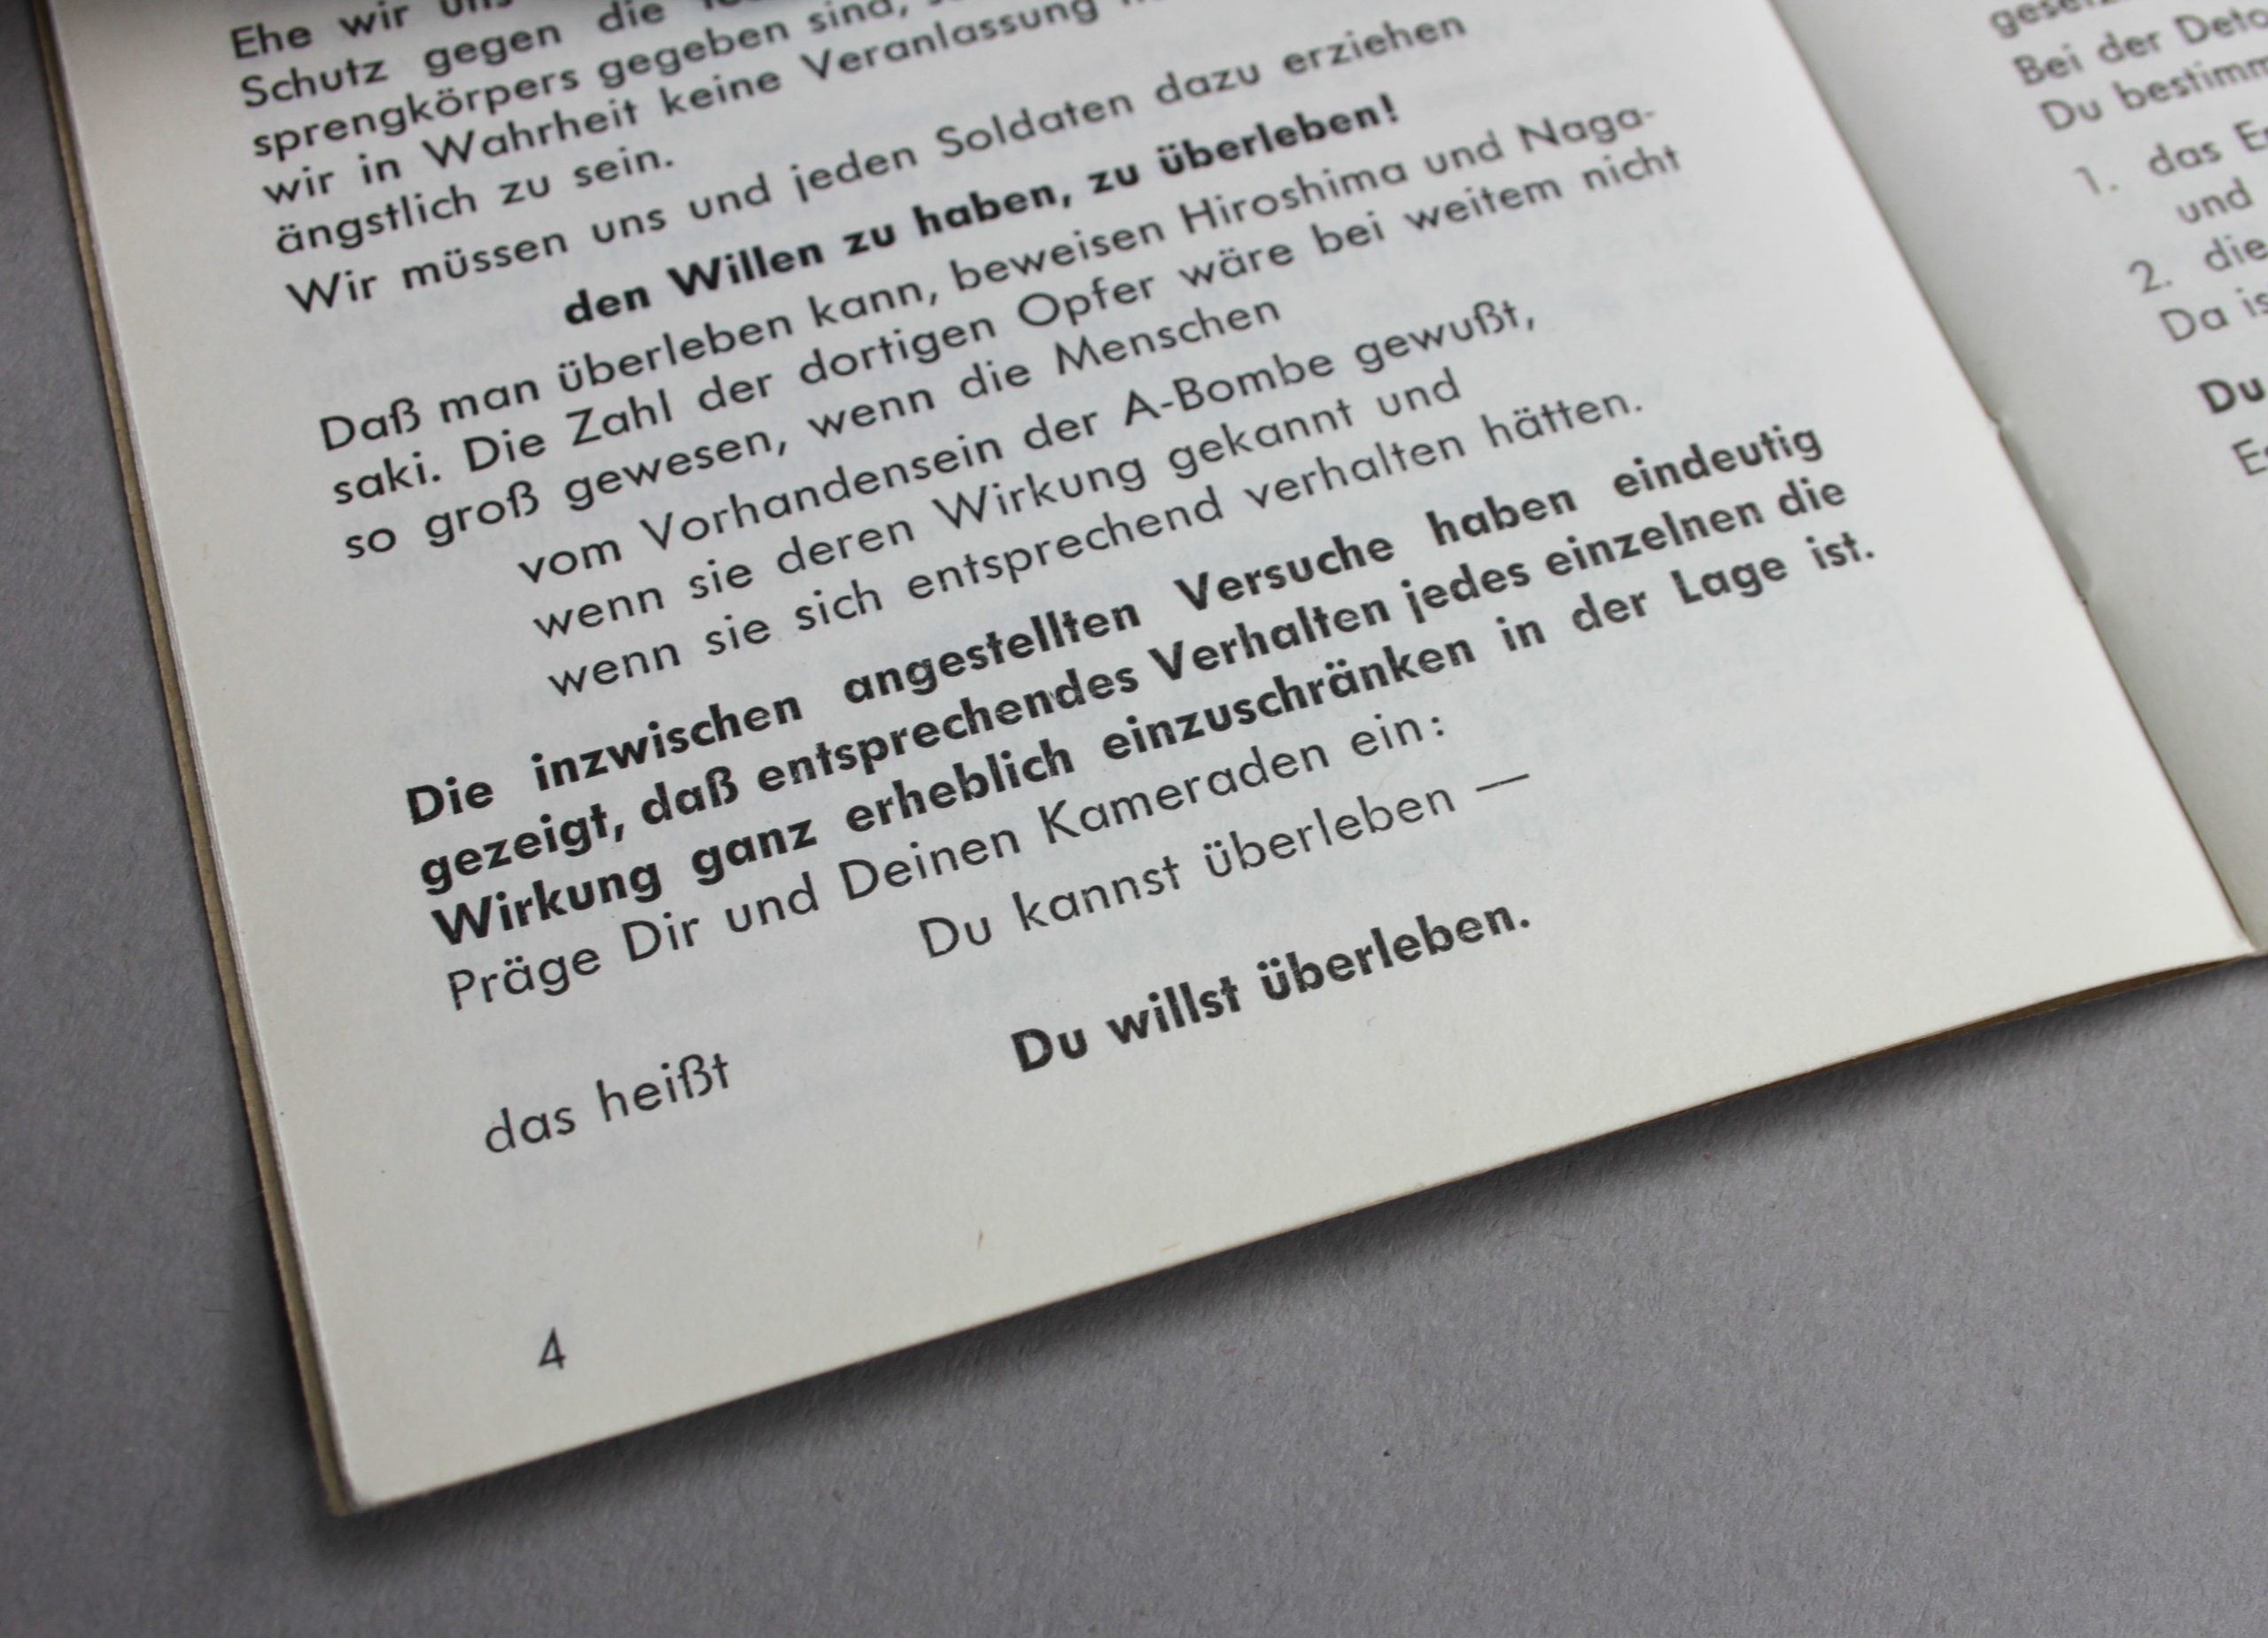 Ehe wir uns
Schutz gegen die
sprengkörpers gegeben sind,
wir in Wahrheit keine Veranlassung
ängstlich zu sein.
Wir müssen uns und jeden Soldaten dazu erziehen
den Willen zu haben, zu überleben!
Daß man überleben kann, beweisen Hiroshima und Naga-
saki. Die Zahl der dortigen Opfer wäre bei weitem nicht
so groß gewesen, wenn die Menschen
vom Vorhandensein der A-Bombe gewußt,
wenn sie deren Wirkung gekannt und
wenn sie sich entsprechend verhalten hätten.
Die inzwischen angestellten Versuche haben eindeutig
gezeigt, daß entsprechendes Verhalten jedes einzelnen die
Wirkung ganz erheblich einzuschränken in der Lage ist.
Präge Dir und Deinen Kameraden ein:
Du kannst überleben —
das heißt Du willst überleben.
4
Bei der
Du
1. das
und
2. die
Da
Du